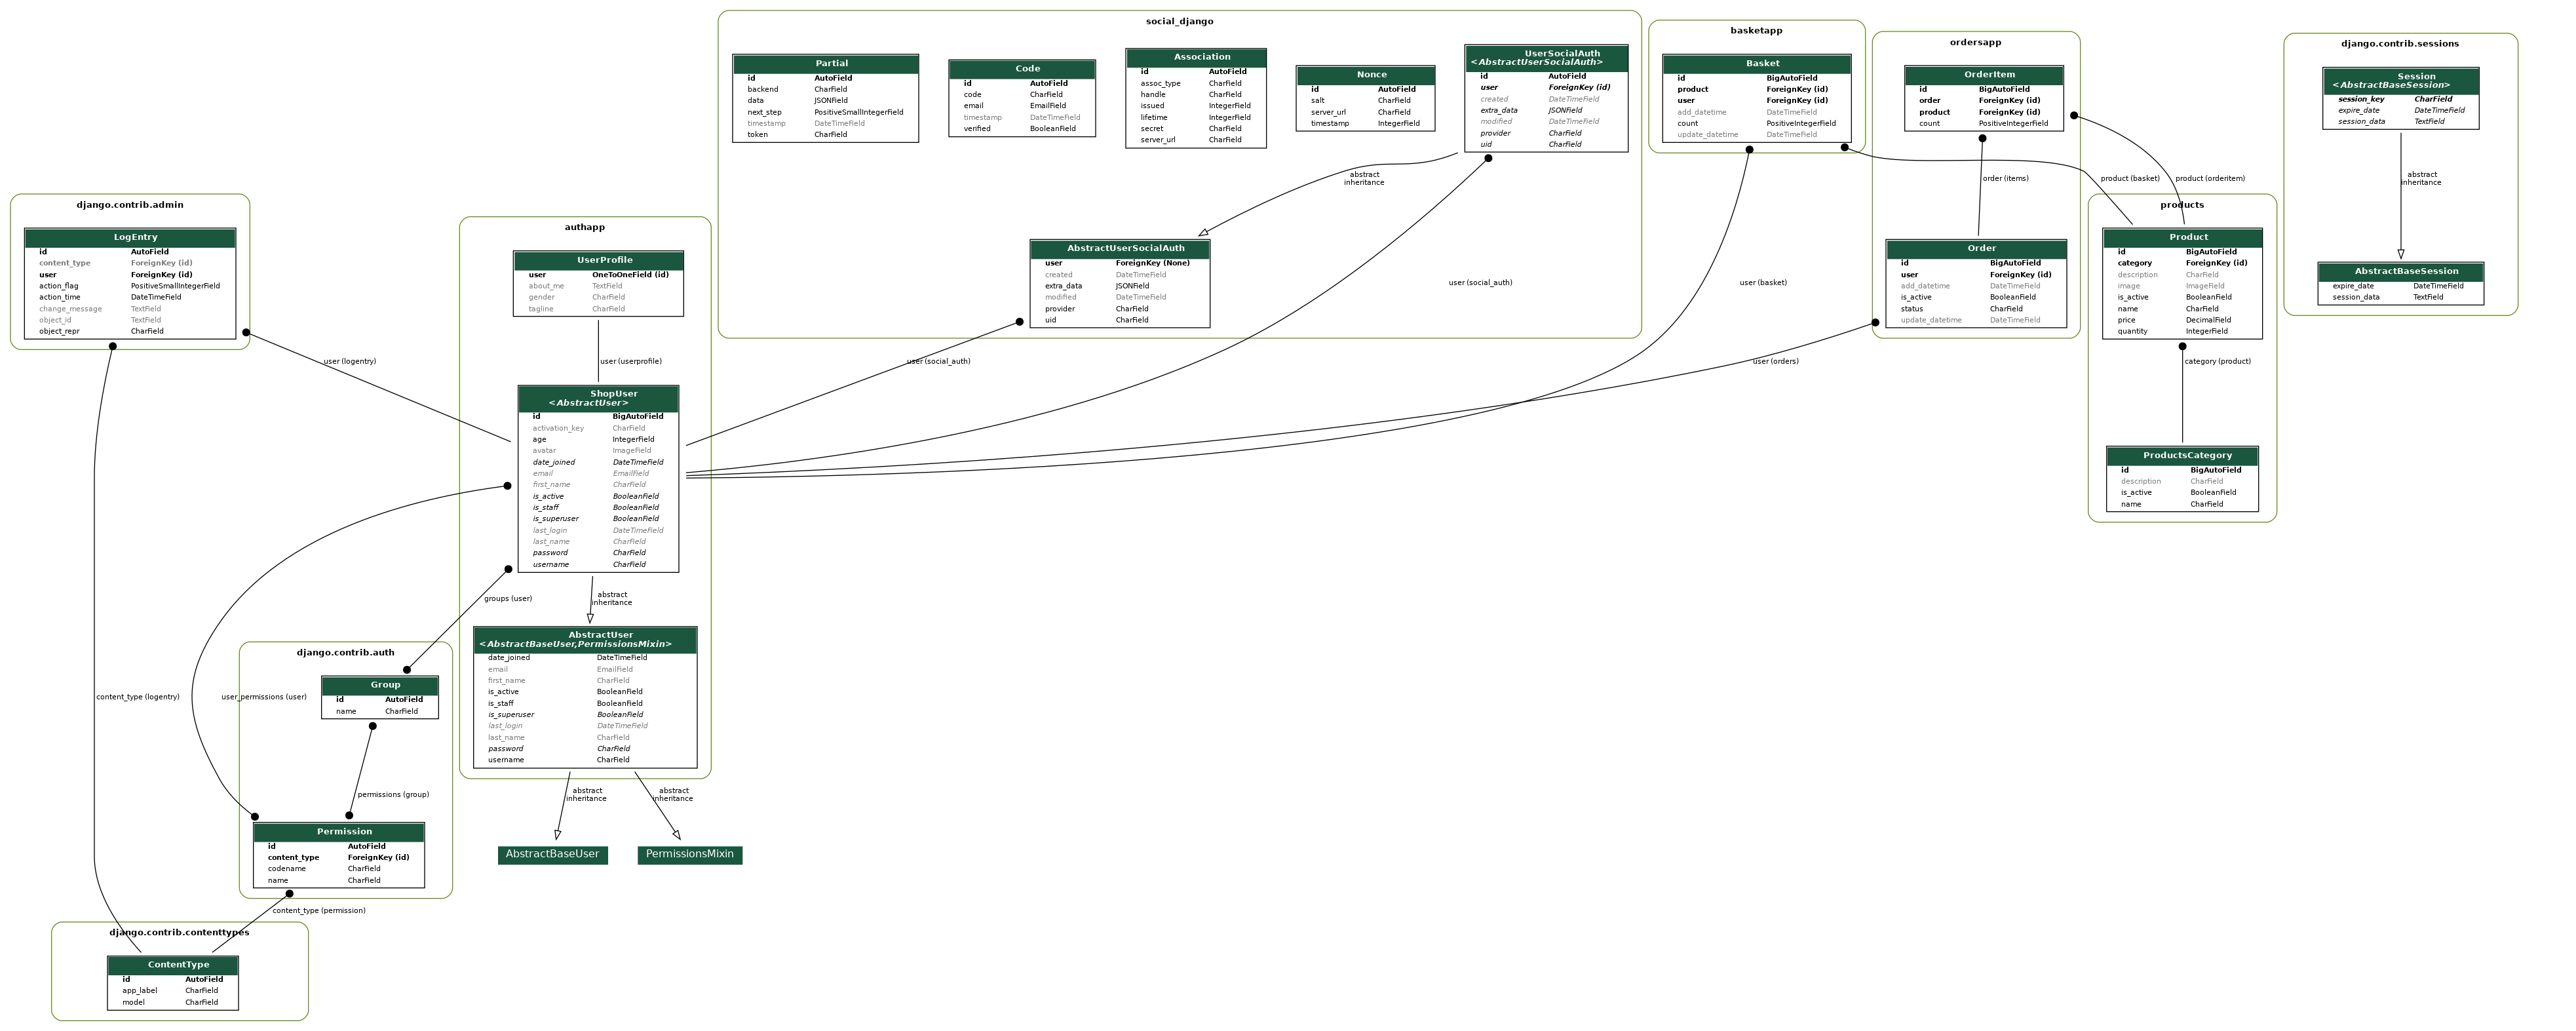 social_django
Partial
id AutoField
backend CharField
data JSONField
next_step PositiveSmallIntegerField
timestamp DateTimeField
token CharField
Code
id AutoField
code CharField
email EmailField
timestamp DateTimeField
verified BooleanField
Association
id AutoField
assoc_type CharField
handle CharField
issued IntegerField
lifetime IntegerField
secret CharField
server_url CharField
Nonce
id AutoField
salt CharField
server_url CharField
timestamp IntegerField
UserSocialAuth
<AbstractUserSocialAuth>
id AutoField
user ForeignKey (id)
created DateTimeField
extra_data JSONField
modified DateTimeField
provider CharField
uid CharField
abstract
inheritance
AbstractUserSocialAuth
user ForeignKey (None)
created DateTimeField
extra_data JSONField
modified DateTimeField
provider CharField
uid CharField
user (social_auth)
user (social_auth)
basketapp
Basket
id BigAutoField
product ForeignKey (id)
user ForeignKey (id)
add_datetime DateTimeField
count PositiveIntegerField
update_datetime DateTimeField
user (basket)
product (basket)
ordersapp
OrderItem
id BigAutoField
order ForeignKey (id)
product ForeignKey (id)
count PositiveIntegerField
order (items)
product (orderitem)
Order
id BigAutoField
user ForeignKey (id)
add_datetime DateTimeField
is_active BooleanField
status CharField
update_datetime DateTimeField
user (orders)
products
Product
id BigAutoField
category ForeignKey (id)
description CharField
image ImageField
is_active BooleanField
name CharField
price DecimalField
quantity IntegerField
category (product)
ProductsCategory
id BigAutoField
description CharField
is_active BooleanField
name CharField
django.contrib.sessions
Session
<AbstractBaseSession>
session_key CharField
expire_date DateTimeField
session_data TextField
abstract
inheritance
AbstractBaseSession
expire_date DateTimeField
session_data TextField
django.contrib.admin
LogEntry
id AutoField
content_type ForeignKey (id)
user ForeignKey (id)
action_flag PositiveSmallIntegerField
action_time DateTimeField
change_message TextField
object_id TextField
object_repr CharField
user (logentry)
content_type (logentry)
authapp
UserProfile
user OneToOneField (id)
about_me TextField
gender CharField
tagline CharField
user (userprofile)
ShopUser
<AbstractUser>
id BigAutoField
activation_key CharField
age IntegerField
avatar ImageField
date_joined DateTimeField
email EmailField
first_name CharField
is_active BooleanField
is_staff BooleanField
is_superuser BooleanField
last_login DateTimeField
last_name CharField
password CharField
username CharField
groups (user)
user_permissions (user)
abstract
inheritance
AbstractUser
<AbstractBaseUser,PermissionsMixin>
date_joined DateTimeField
email EmailField
first_name CharField
is_active BooleanField
is_staff BooleanField
is_superuser BooleanField
last_login DateTimeField
last_name CharField
password CharField
username CharField
abstract
inheritance
abstract
inheritance
AbstractBaseUser
PermissionsMixin
django.contrib.auth
Group
id AutoField
name CharField
permissions (group)
Permission
id AutoField
content_type ForeignKey (id)
codename CharField
name CharField
content_type (permission)
django.contrib.contenttypes
ContentType
id AutoField
app_label CharField
model CharField